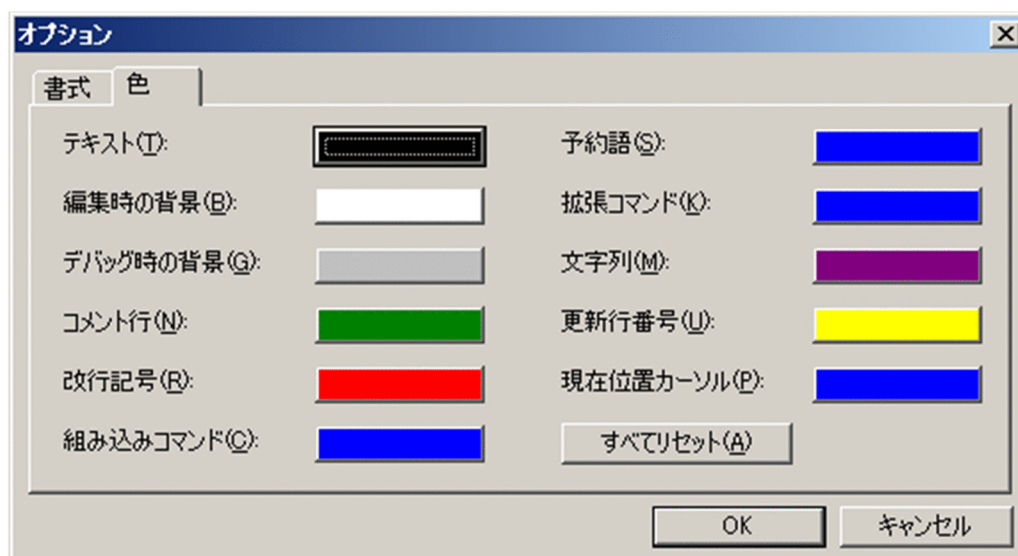 オプション
書式
色
テキスト(T):
編集時の背景(B):
デバッグ時の背景(G):
コメント行(N):
改行記号(R):
組み込みコマンド(C):
予約語(S):
拡張コマンド(K):
文字列(M):
更新行番号(U):
現在位置カーソル(P):
すべてリセット(A)
OK
キャンセル